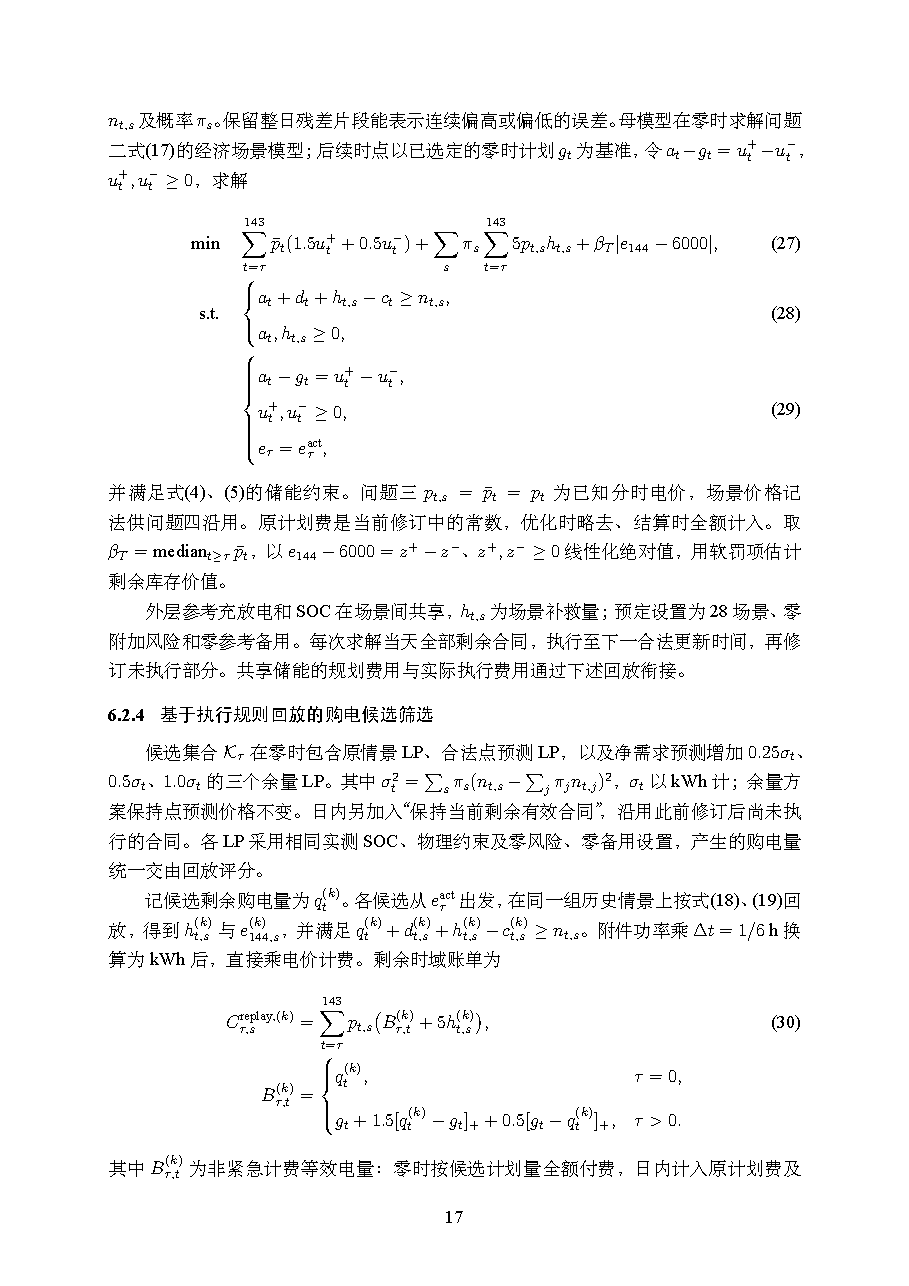 n_{t,s} 及概率 π_s。保留整日残差片段能表示连续偏高或偏低的误差。母模型在零时求解问题
二式(17)的经济场景模型；后续时点以已选定的零时计划 g_t 为基准，令 a_t − g_t = u_t^+ − u_t^-，
u_t^+, u_t^- ≥ 0，求解
min \sum_{t=τ}^{143} \bar{p}_t(1.5u_t^+ + 0.5u_t^-) + \sum_s π_s \sum_{t=τ}^{143} 5p_{t,s}h_{t,s} + β_T|e_{144} − 6000|, (27)
s.t. { a_t + d_t + h_{t,s} − c_t ≥ n_{t,s},
a_t, h_{t,s} ≥ 0, (28)
{ a_t − g_t = u_t^+ − u_t^-,
u_t^+, u_t^- ≥ 0, (29)
e_τ = e_τ^{act},
并满足式(4)、(5)的储能约束。问题三 p_{t,s} = \bar{p}_t = p_t 为已知分时电价，场景价格记
法供问题四沿用。原计划费是当前修订中的常数，优化时略去、结算时全额计入。取
β_T = median_{t≥τ} \bar{p}_t，以 e_{144} − 6000 = z^+ − z^-、z^+, z^- ≥ 0 线性化绝对值，用软罚项估计
剩余库存价值。
外层参考充放电和 SOC 在场景间共享，h_{t,s} 为场景补救量；预定设置为 28 场景、零
附加风险和零参考备用。每次求解当天全部剩余合同，执行至下一合法更新时间，再修
订未执行部分。共享储能的规划费用与实际执行费用通过下述回放衔接。
6.2.4 基于执行规则回放的购电候选筛选
候选集合 \mathcal{K}_τ 在零时包含原情景 LP、合法点预测 LP，以及净需求预测增加 0.25σ_t、
0.5σ_t、1.0σ_t 的三个余量 LP。其中 σ_t^2 = \sum_s π_s(n_{t,s} − \sum_j π_j n_{t,j})^2，σ_t 以 kWh 计；余量方
案保持点预测价格不变。日内另加入“保持当前剩余有效合同”，沿用此前修订后尚未执
行的合同。各 LP 采用相同实测 SOC、物理约束及零风险、零备用设置，产生的购电量
统一交由回放评分。
记候选剩余购电量为 q_t^{(k)}。各候选从 e_τ^{act} 出发，在同一组历史情景上按式(18)、(19)回
放，得到 h_{t,s}^{(k)} 与 e_{144,s}^{(k)}，并满足 q_t^{(k)} + d_{t,s}^{(k)} + h_{t,s}^{(k)} − c_{t,s}^{(k)} ≥ n_{t,s}。附件功率乘 Δt = 1/6 h 换
算为 kWh 后，直接乘电价计费。剩余时域账单为
C_{τ,s}^{replay,(k)} = \sum_{t=τ}^{143} p_{t,s}(B_{τ,t}^{(k)} + 5h_{t,s}^{(k)}), (30)
B_{τ,t}^{(k)} = { q_t^{(k)}, τ = 0,
g_t + 1.5[q_t^{(k)} − g_t]_+ + 0.5[g_t − q_t^{(k)}]_+, τ > 0.
其中 B_{τ,t}^{(k)} 为非紧急计费等效电量：零时按候选计划量全额付费，日内计入原计划费及
17